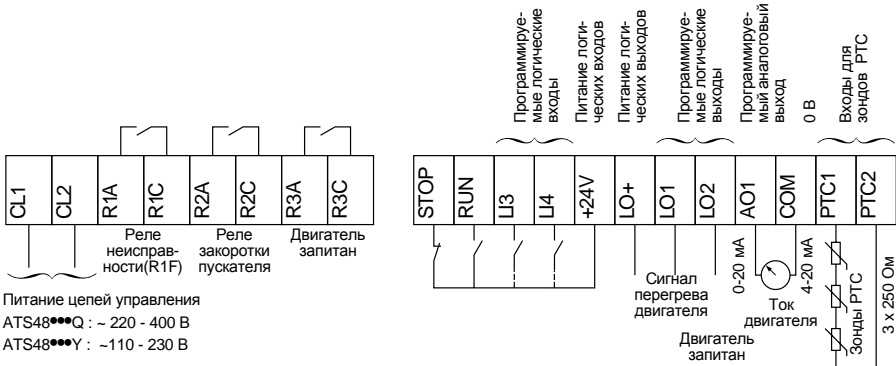 Программируе-
мые логические
входы
Питание логи-
ческих входов
Питание логи-
ческих выходов
Программируе-
мые логические
выходы
Программируе-
мый аналоговый
выход
0 В
Входы для
зондов PTC
CL1
CL2
R1A
R1C
R2A
R2C
R3A
R3C
STOP
RUN
LI3
LI4
+24V
LO+
LO1
LO2
AO1
COM
PTC1
PTC2
Реле
неисправ-
ности(R1F)
Реле
закоротки
пускателя
Двигатель
запитан
Питание цепей управления
ATS48●●●Q : ~ 220 - 400 В
ATS48●●●Y : ~110 - 230 В
Сигнал
перегрева
двигателя
Двигатель
запитан
0-20 мА
4-20 мА
Ток
двигателя
Зонды PTC
3 x 250 Ом